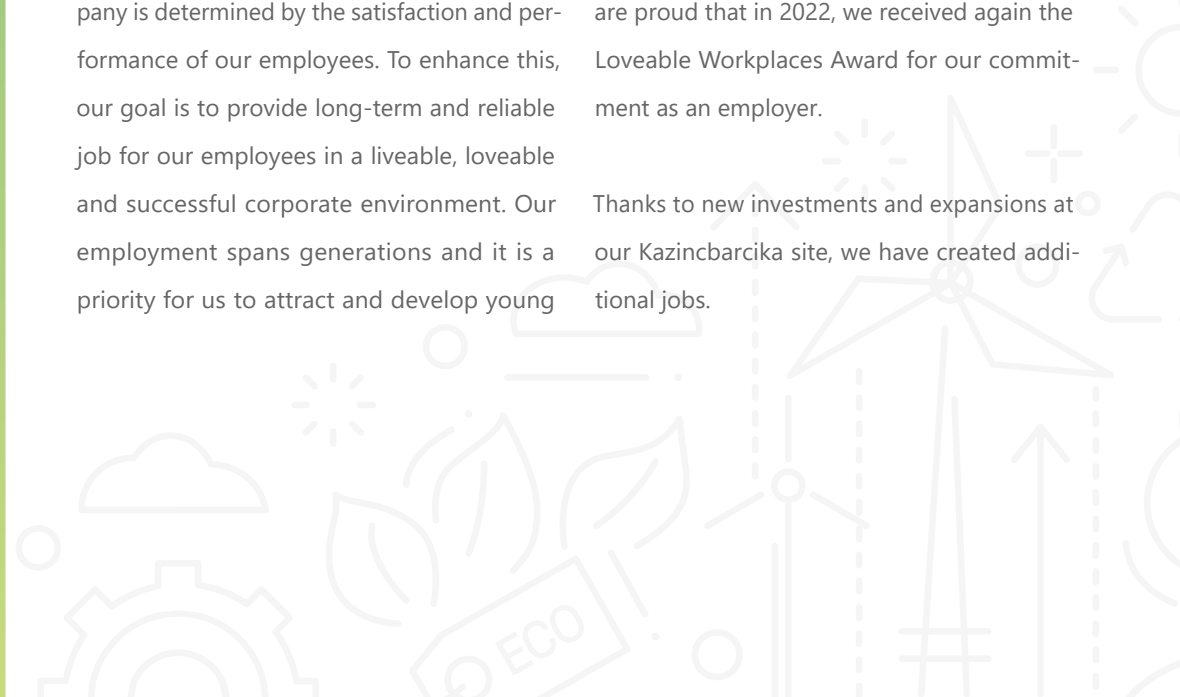 pany is determined by the satisfaction and per-
formance of our employees. To enhance this,
our goal is to provide long-term and reliable
job for our employees in a liveable, loveable
and successful corporate environment. Our
employment spans generations and it is a
priority for us to attract and develop young
are proud that in 2022, we received again the
Loveable Workplaces Award for our commit-
ment as an employer.
Thanks to new investments and expansions at
our Kazincbarcika site, we have created addi-
tional jobs.
ECO